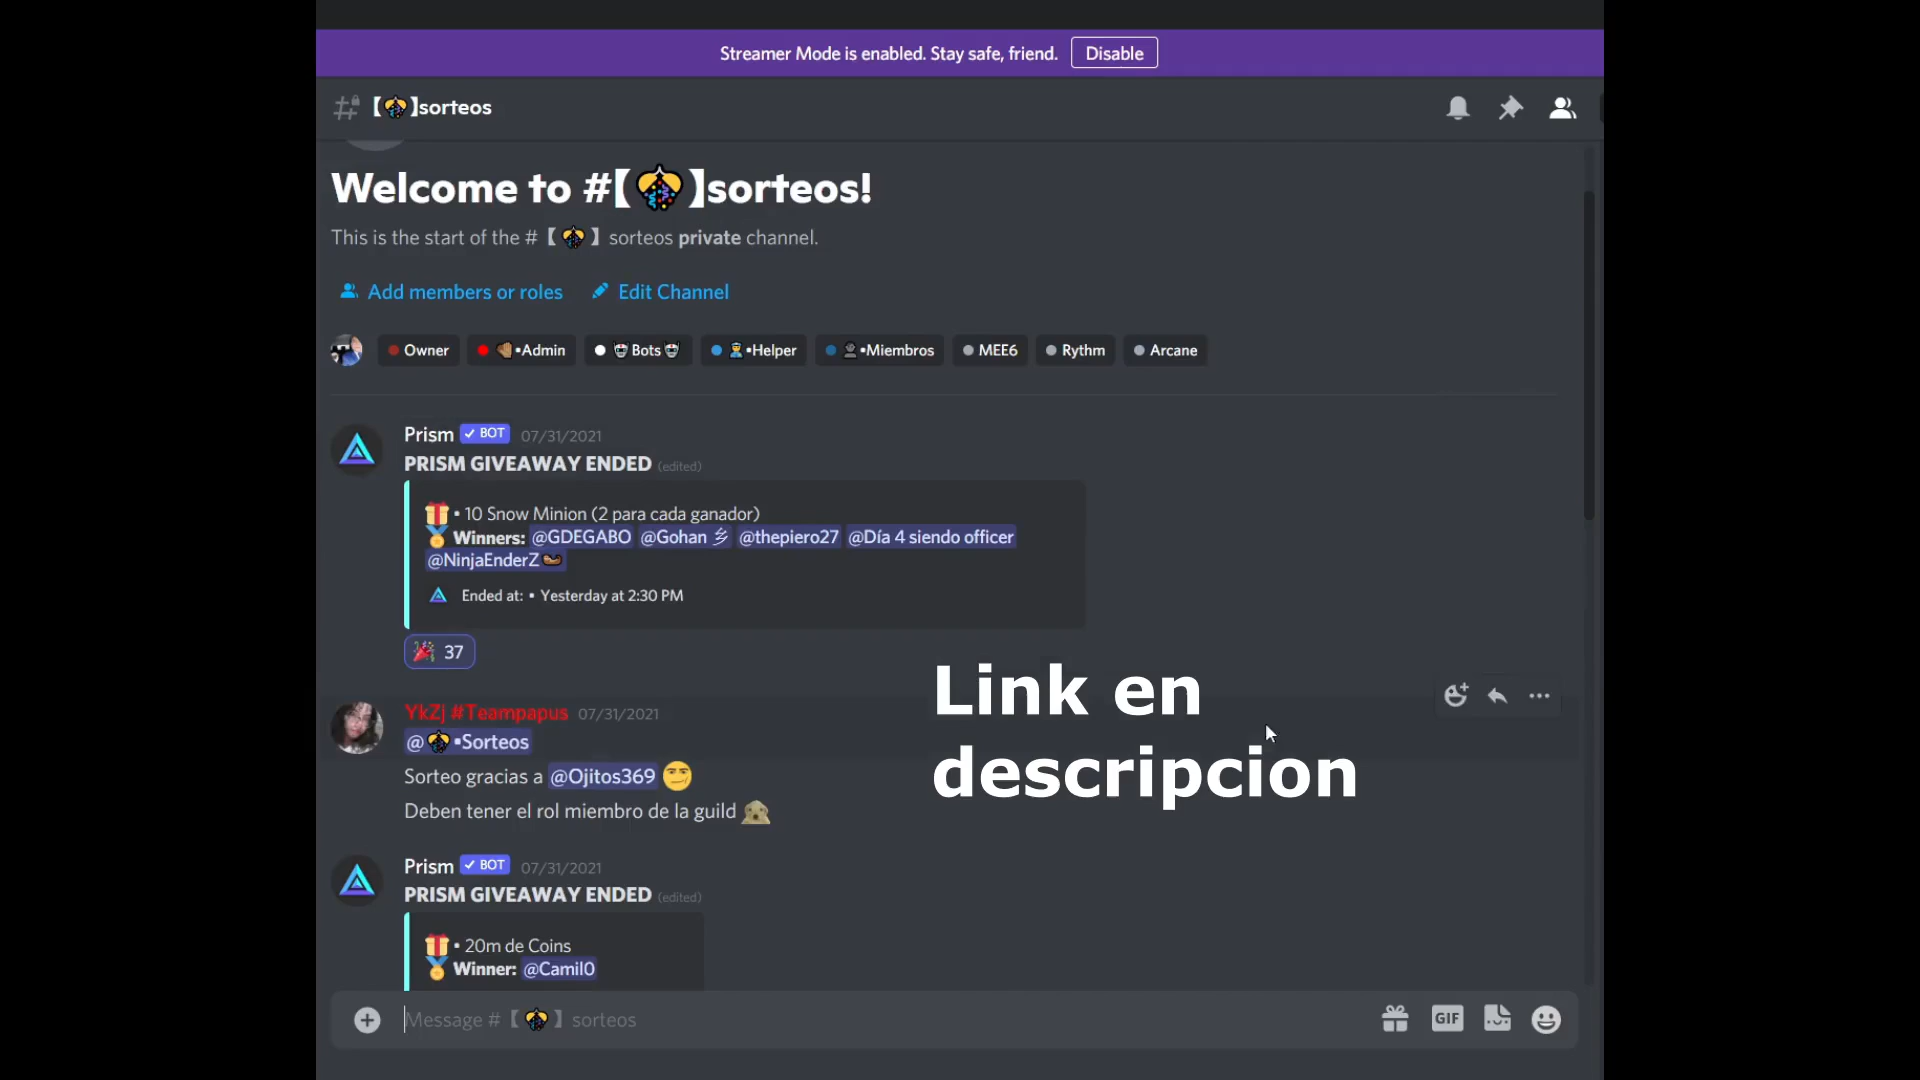 Streamer Mode is enabled. Stay safe, friend. Disable
【】sorteos
Welcome to #【】sorteos!
This is the start of the #【】sorteos private channel.
Add members or roles Edit Channel
Owner •Admin Bots •Helper •Miembros MEE6 Rythm Arcane
Prism BOT 07/31/2021
PRISM GIVEAWAY ENDED (edited)
• 10 Snow Minion (2 para cada ganador)
Winners: @GDEGABO @Gohan 彡 @thepiero27 @Día 4 siendo officer
@NinjaEnderZ
Ended at: • Yesterday at 2:30 PM
37
Link en
descripcion
YkZj #Teampapus 07/31/2021
@•Sorteos
Sorteo gracias a @Ojitos369
Deben tener el rol miembro de la guild
Prism BOT 07/31/2021
PRISM GIVEAWAY ENDED (edited)
• 20m de Coins
Winner: @Camil0
Message #【】sorteos
GIF